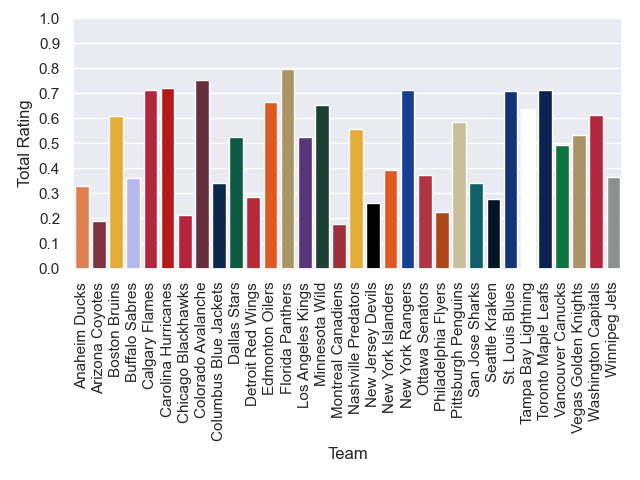 1.0
0.9
0.8
0.7
0.6
0.5
0.4
0.3
0.2
0.1
0.0
Total Rating
Anaheim Ducks
Arizona Coyotes
Boston Bruins
Buffalo Sabres
Calgary Flames
Carolina Hurricanes
Chicago Blackhawks
Colorado Avalanche
Columbus Blue Jackets
Dallas Stars
Detroit Red Wings
Edmonton Oilers
Florida Panthers
Los Angeles Kings
Minnesota Wild
Montreal Canadiens
Nashville Predators
New Jersey Devils
New York Islanders
New York Rangers
Ottawa Senators
Philadelphia Flyers
Pittsburgh Penguins
San Jose Sharks
Seattle Kraken
St. Louis Blues
Tampa Bay Lightning
Toronto Maple Leafs
Vancouver Canucks
Vegas Golden Knights
Washington Capitals
Winnipeg Jets
Team